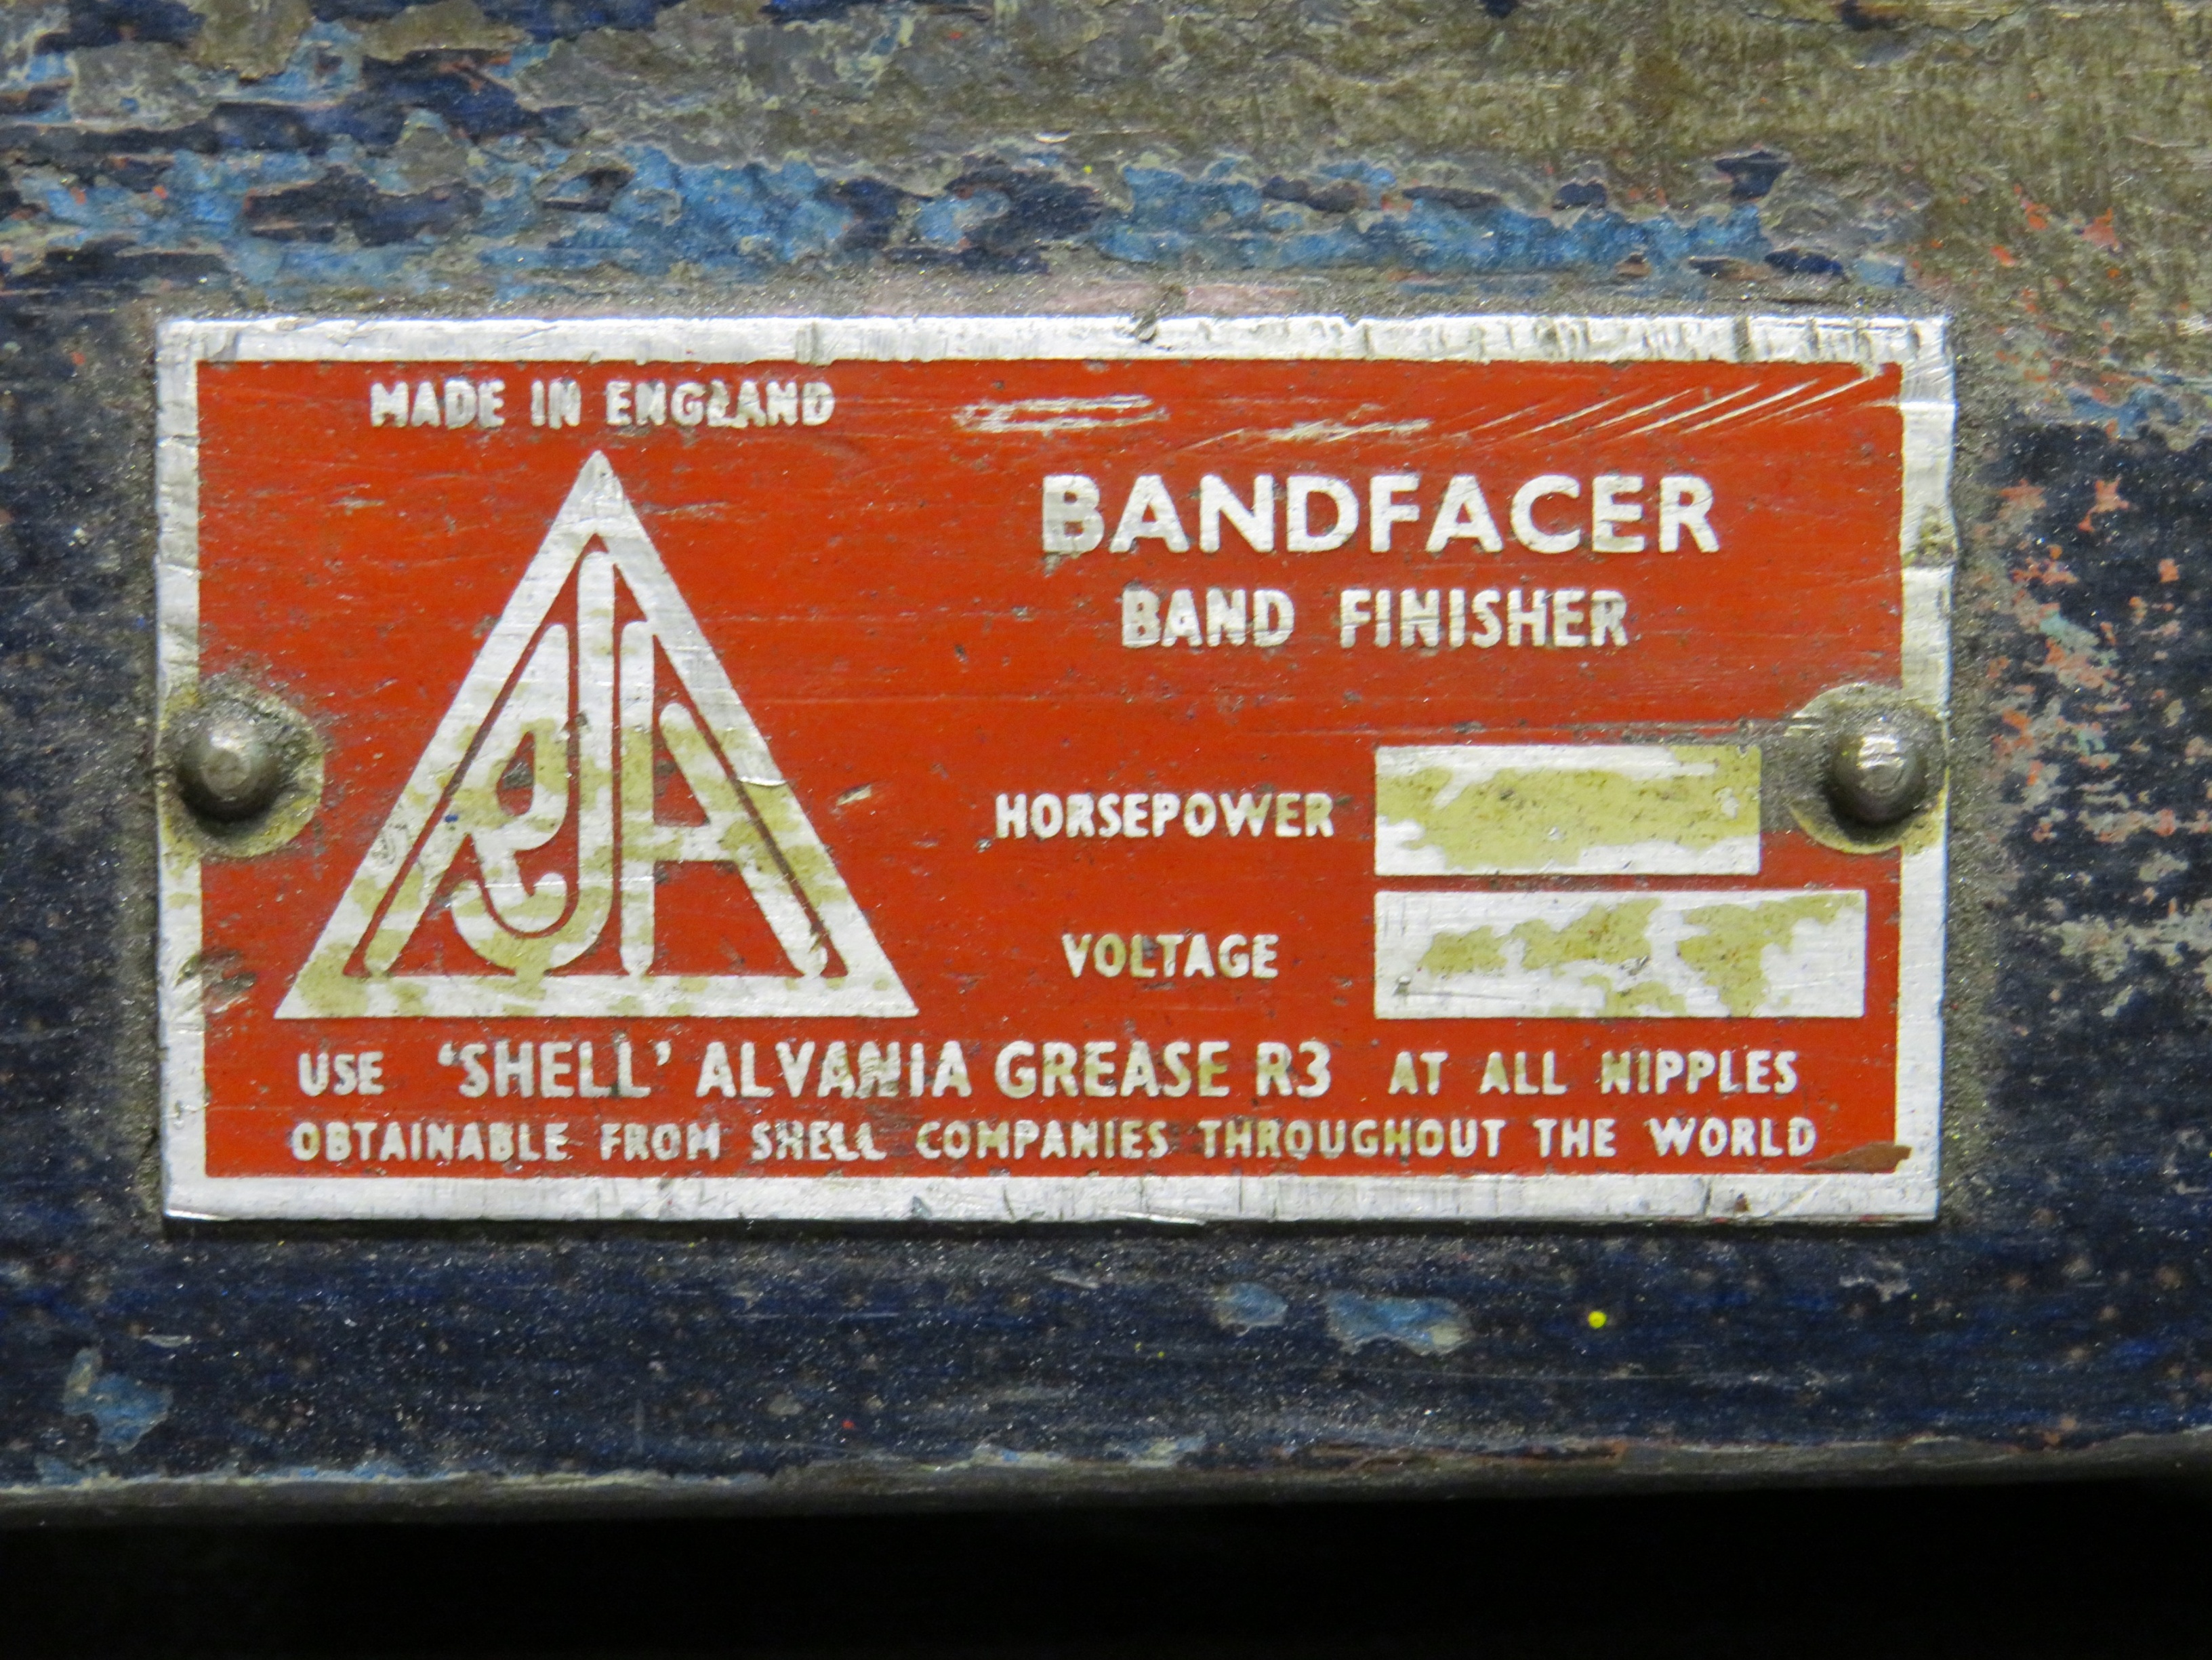 MADE IN ENGLAND
RJA
BANDFACER
BAND FINISHER
HORSEPOWER
VOLTAGE
USE ‘SHELL’ ALVANIA GREASE R3 AT ALL NIPPLES
OBTAINABLE FROM SHELL COMPANIES THROUGHOUT THE WORLD